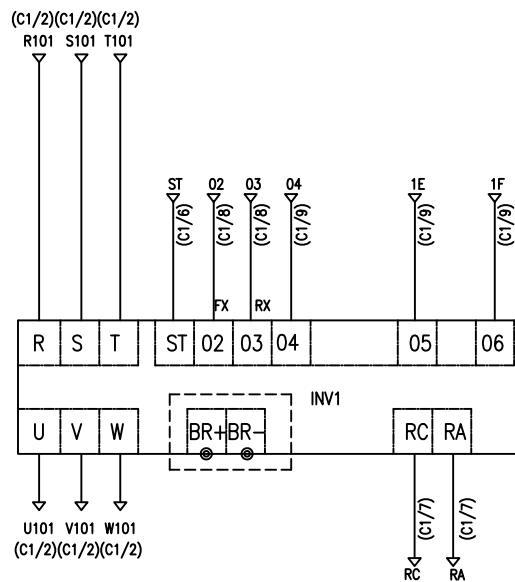 (C1/2)(C1/2)(C1/2)
R101 S101 T101
ST 02 03 04 1E 1F
(C1/6) (C1/8) (C1/8) (C1/9) (C1/9) (C1/9)
FX RX
R S T ST 02 03 04 05 06
INV1
U V W BR+ BR- RC RA
U101 V101 W101
(C1/2)(C1/2)(C1/2)
(C1/7) (C1/7)
RC RA